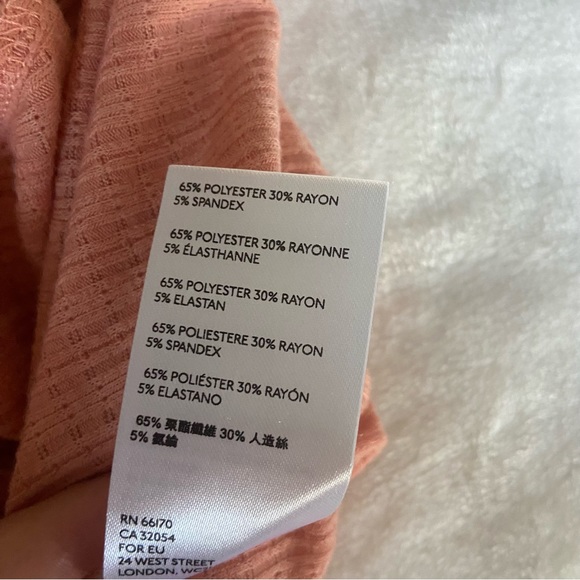 65% POLYESTER 30% RAYON
5% SPANDEX
65% POLYESTER 30% RAYONNE
5% ÉLASTHANNE
65% POLYESTER 30% RAYON
5% ELASTAN
65% POLIESTERE 30% RAYON
5% SPANDEX
65% POLIÉSTER 30% RAYÓN
5% ELASTANO
65% 聚酯纖維 30% 人造絲
5% 氨綸
RN 66170
CA 32054
FOR EU
24 WEST STREET
LONDON,